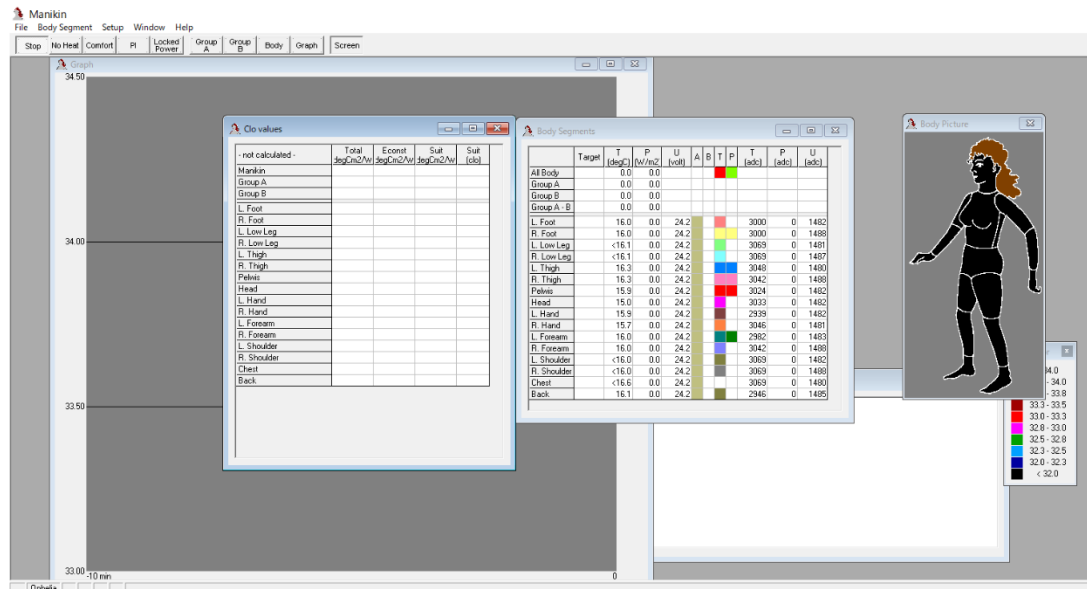 Manikin
File Body Segment Setup Window Help
Stop No Heat Comfort PI Locked Power Group A Group B Body Graph Screen
Graph
34.50
34.00
33.50
33.00
-10 min 0
Clo values
- not calculated - Total degCm2/W Econst degCm2/W Suit degCm2/W Suit (clo)
Manikin
Group A
Group B
L. Foot
R. Foot
L. Low Leg
R. Low Leg
L. Thigh
R. Thigh
Pelwis
Head
L. Hand
R. Hand
L. Forearm
R. Forearm
L. Shoulder
R. Shoulder
Chest
Back
Body Segments
Target T (degC) P (W/m2) U (volt) A B T P T (adc) P (adc) U (adc)
All Body 0.0 0.0
Group A 0.0 0.0
Group B 0.0 0.0
Group A - B 0.0 0.0
L. Foot 16.0 0.0 24.2 3000 0 1482
R. Foot 16.0 0.0 24.2 3000 0 1488
L. Low Leg <16.1 0.0 24.2 3069 0 1481
R. Low Leg <16.1 0.0 24.2 3069 0 1487
L. Thigh 16.3 0.0 24.2 3048 0 1480
R. Thigh 16.3 0.0 24.2 3042 0 1488
Pelwis 15.9 0.0 24.2 3024 0 1482
Head 15.0 0.0 24.2 3033 0 1482
L. Hand 15.9 0.0 24.2 2939 0 1482
R. Hand 15.7 0.0 24.2 3046 0 1481
L. Forearm 16.0 0.0 24.2 2982 0 1483
R. Forearm 16.0 0.0 24.2 3042 0 1488
L. Shoulder <16.0 0.0 24.2 3069 0 1482
R. Shoulder <16.0 0.0 24.2 3069 0 1488
Chest <16.6 0.0 24.2 3069 0 1480
Back 16.1 0.0 24.2 2946 0 1485
Body Picture
- 34.0
- 33.8
33.3 - 33.5
33.0 - 33.3
32.8 - 33.0
32.5 - 32.8
32.3 - 32.5
32.0 - 32.3
< 32.0
Ophelia